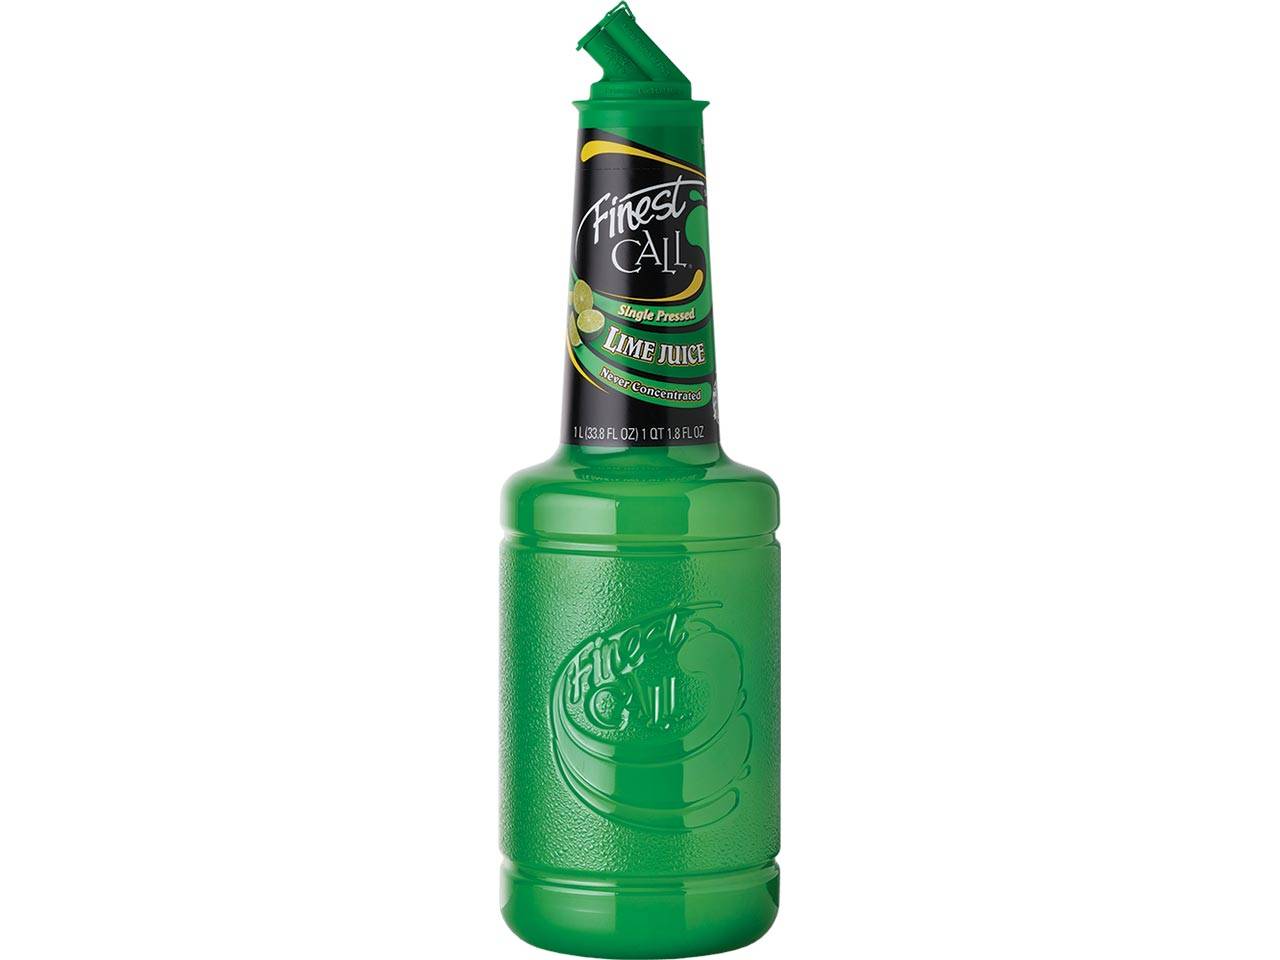 Finest
CALL
Single Pressed
LIME JUICE
Never Concentrated
1 L (33.8 FL OZ) 1 QT 1.8 FL OZ
Finest
CALL